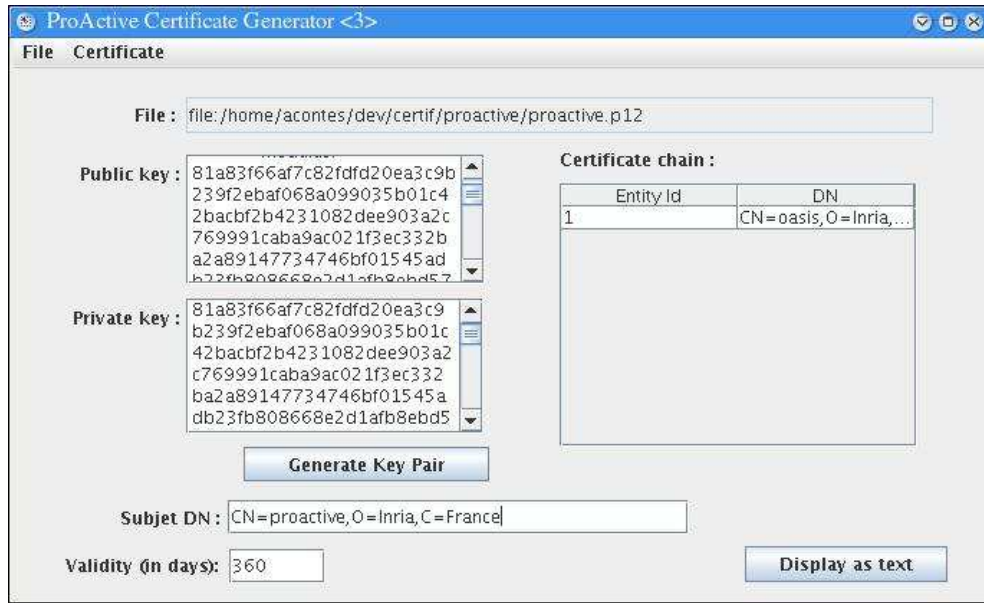 ProActive Certificate Generator <3>
File Certificate
File : file:/home/acontes/dev/certif/proactive/proactive.p12
Public key :
81a83f66af7c82fdfd20ea3c9b
239f2ebaf068a099035b01c4
2bacbf2b4231082dee903a2c
769991caba9ac021f3ec332b
a2a89147734746bf01545ad
b23fb808668e2d1afb8ebd57
Private key :
81a83f66af7c82fdfd20ea3c9
b239f2ebaf068a099035b01c
42bacbf2b4231082dee903a2
c769991caba9ac021f3ec332
ba2a89147734746bf01545a
db23fb808668e2d1afb8ebd5
Generate Key Pair
Certificate chain :
Entity Id DN
1 CN=oasis,O=Inria,...
Subjet DN : CN=proactive,O=Inria,C=France
Validity (in days): 360
Display as text